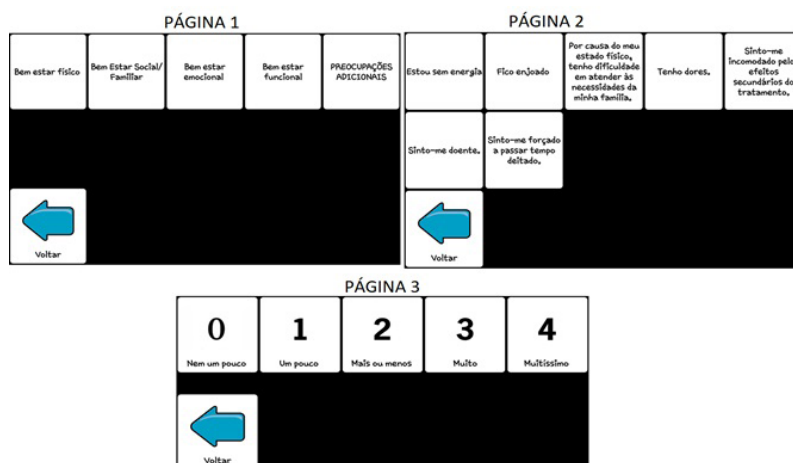 PÁGINA 1
Bem estar físico
Bem Estar Social/
Familiar
Bem estar
emocional
Bem estar
funcional
PREOCUPAÇÕES
ADICIONAIS
Voltar
PÁGINA 2
Estou sem energia
Fico enjoado
Por causa do meu
estado físico,
tenho dificuldade
em atender às
necessidades da
minha família.
Tenho dores.
Sinto-me
incomodado pelos
efeitos
secundários do
tratamento.
Sinto-me doente.
Sinto-me forçado
a passar tempo
deitado.
Voltar
PÁGINA 3
0
Nem um pouco
1
Um pouco
2
Mais ou menos
3
Muito
4
Muitíssimo
Voltar